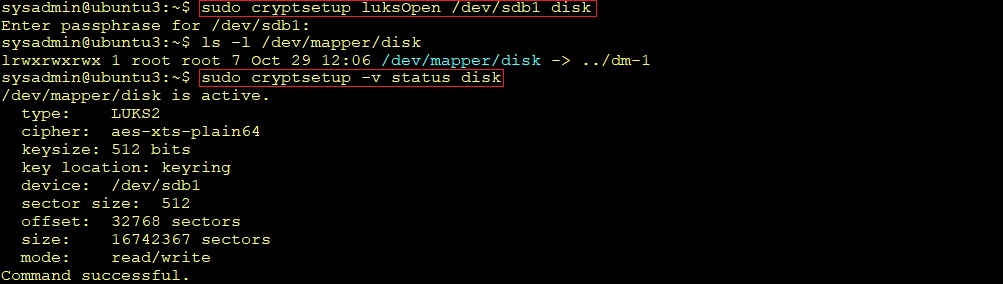 sysadmin@ubuntu3:~$ sudo cryptsetup luksOpen /dev/sdb1 disk
Enter passphrase for /dev/sdb1:
sysadmin@ubuntu3:~$ ls -l /dev/mapper/disk
lrwxrwxrwx 1 root root 7 Oct 29 12:06 /dev/mapper/disk -> ../dm-1
sysadmin@ubuntu3:~$ sudo cryptsetup -v status disk
/dev/mapper/disk is active.
  type:    LUKS2
  cipher:  aes-xts-plain64
  keysize: 512 bits
  key location: keyring
  device:  /dev/sdb1
  sector size:  512
  offset:  32768 sectors
  size:    16742367 sectors
  mode:    read/write
Command successful.